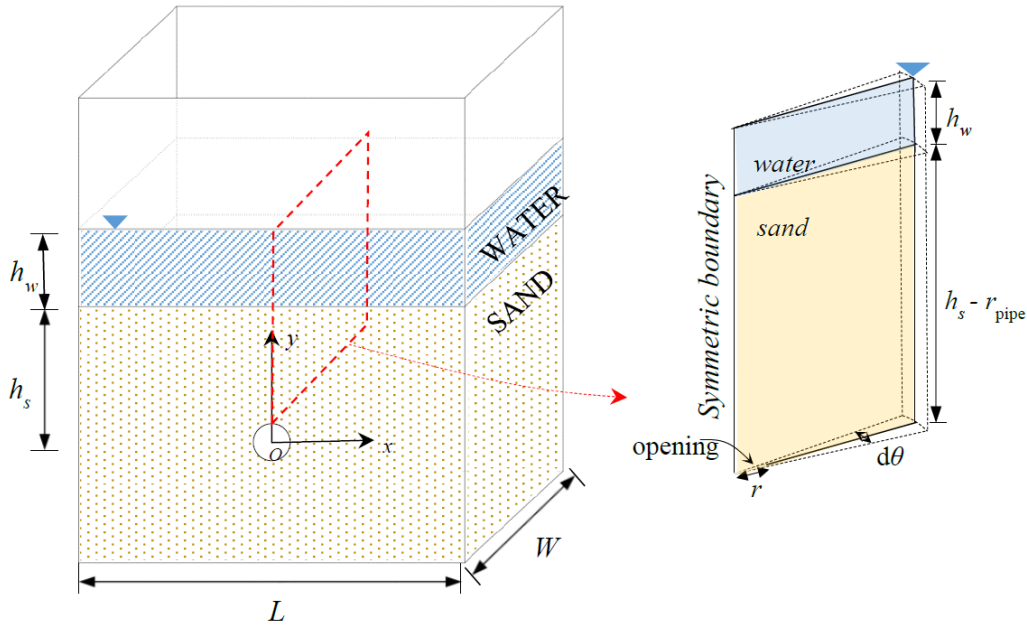 h_w
h_s
WATER
SAND
y
x
O
L
W
Symmetric boundary
water
sand
h_w
h_s - r_pipe
opening
r
dθ